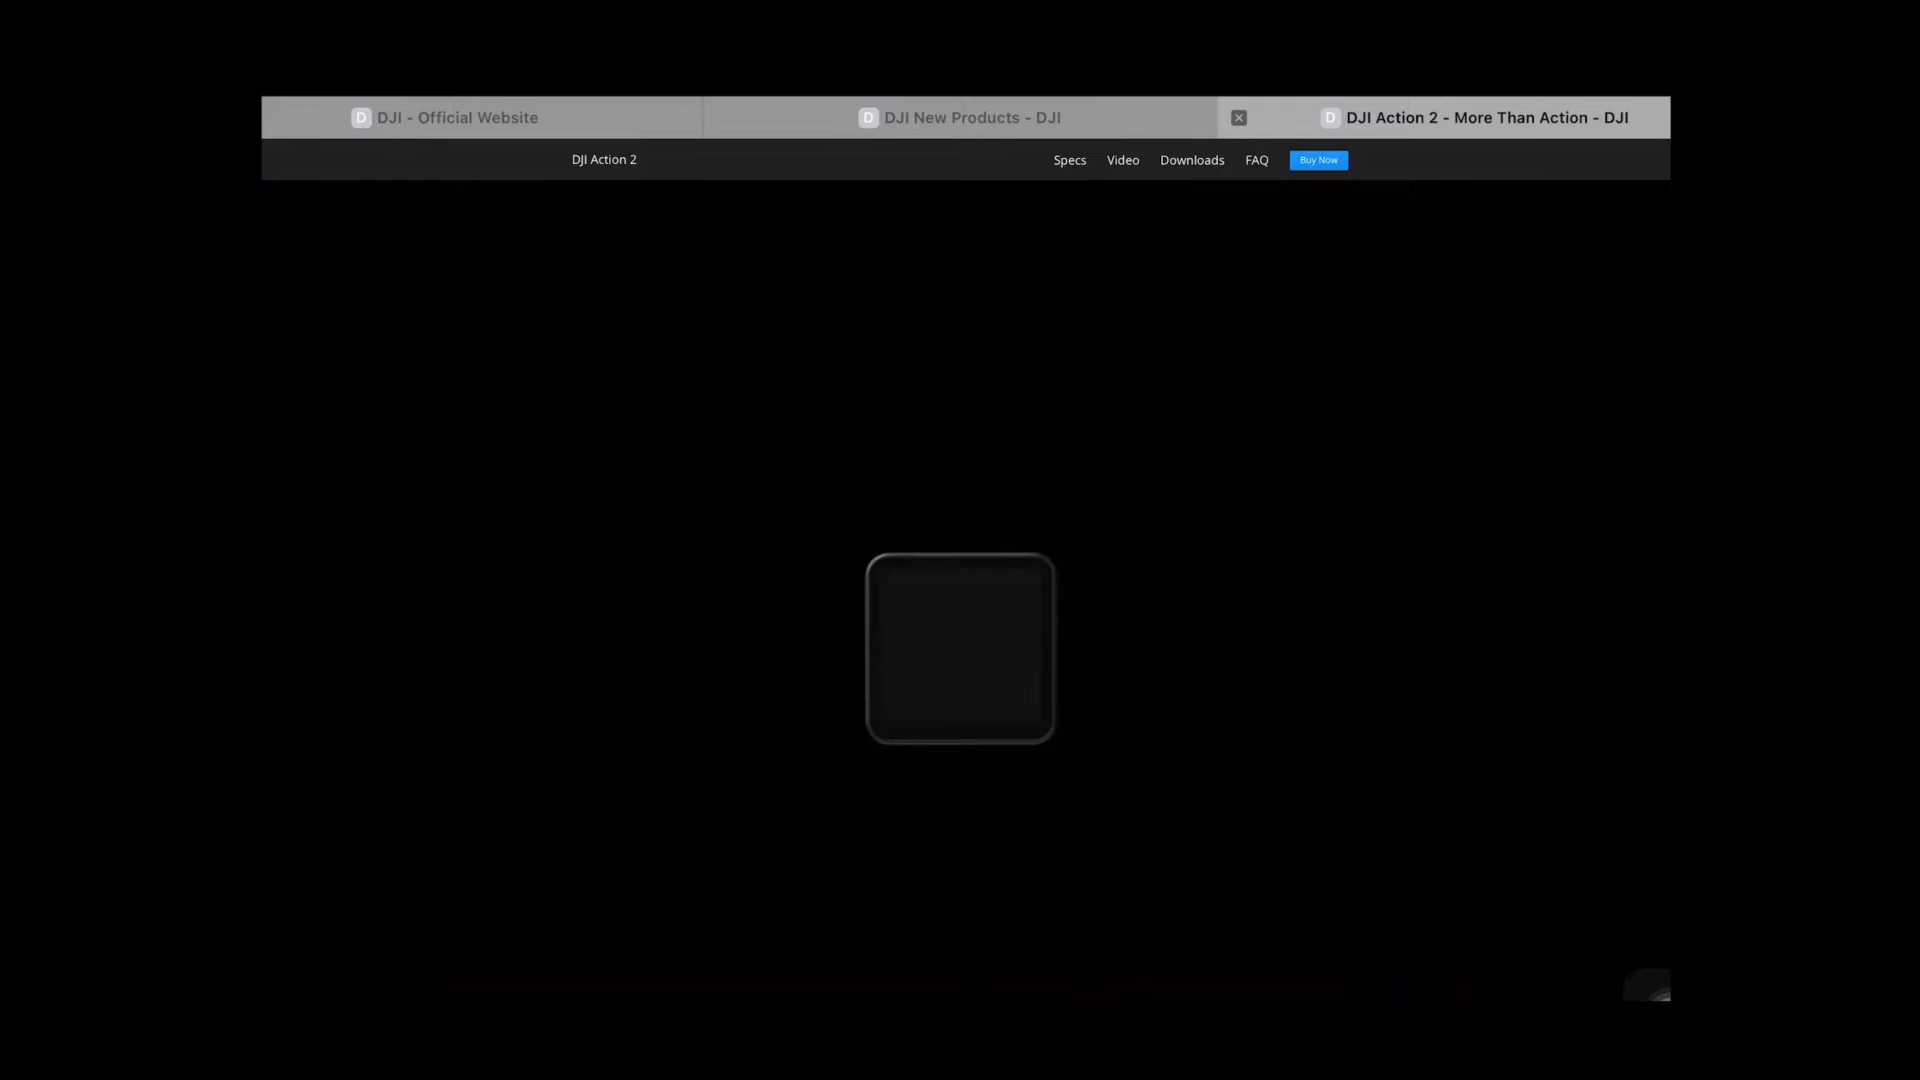 D DJI - Official Website
D DJI New Products - DJI
D DJI Action 2 - More Than Action - DJI
DJI Action 2
Specs
Video
Downloads
FAQ
Buy Now